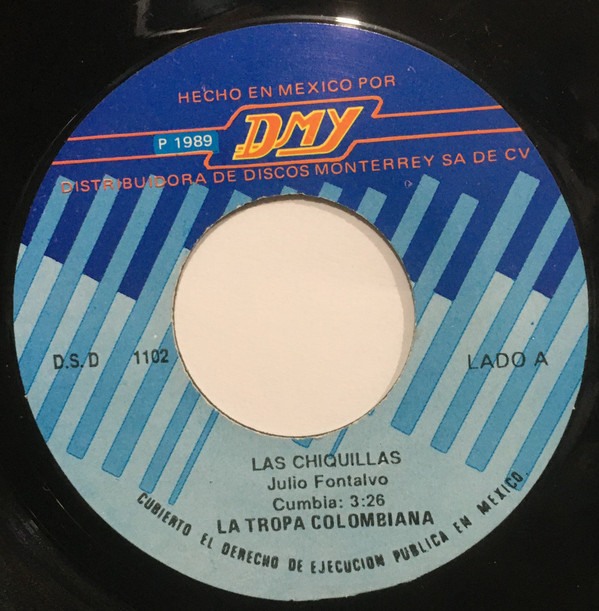 HECHO EN MEXICO POR
DMY
P 1989
DISTRIBUIDORA DE DISCOS MONTERREY SA DE CV
D.S.D 1102
LADO A
LAS CHIQUILLAS
Julio Fontalvo
Cumbia: 3:26
LA TROPA COLOMBIANA
CUBIERTO EL DERECHO DE EJECUCION PUBLICA EN MEXICO